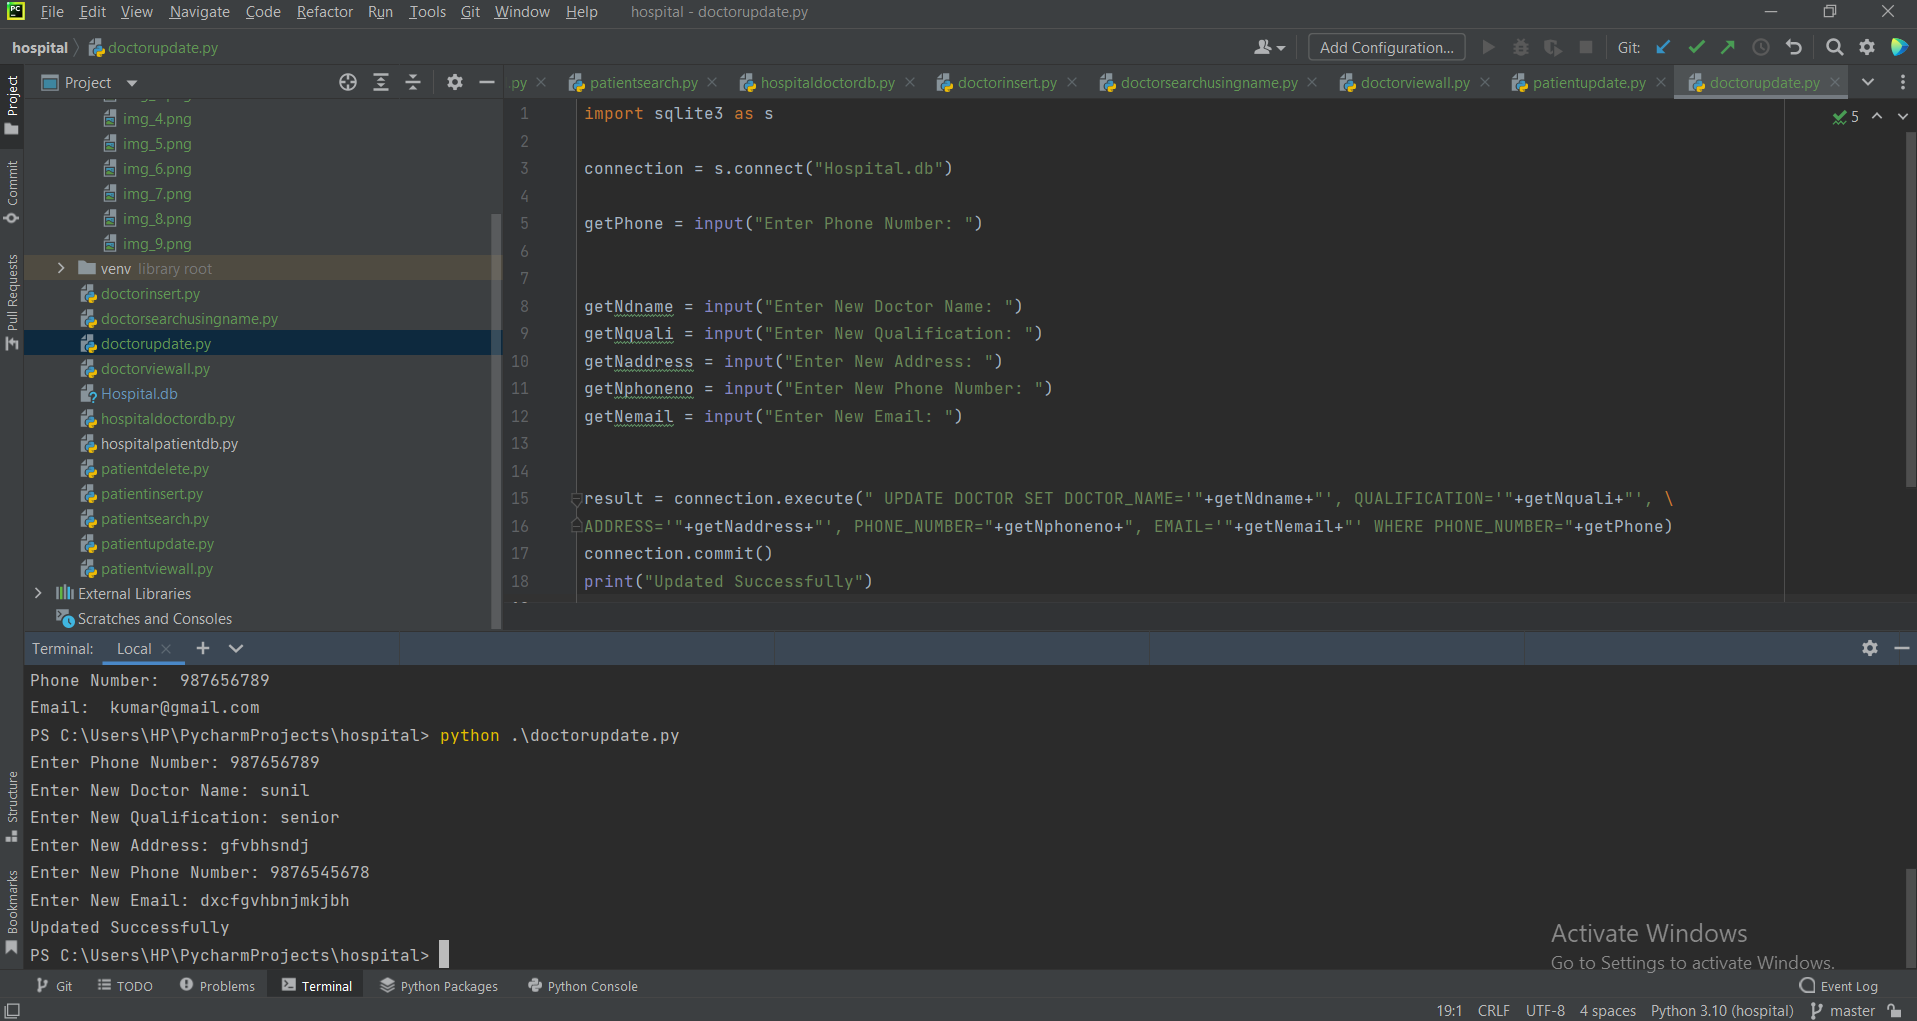 PC File Edit View Navigate Code Refactor Run Tools Git Window Help hospital - doctorupdate.py
hospital doctorupdate.py Add Configuration... Git:
Project .py patientsearch.py hospitaldoctordb.py doctorinsert.py doctorsearchusingname.py doctorviewall.py patientupdate.py doctorupdate.py
Project
Commit
Pull Requests
Structure
Bookmarks
img_4.png
img_5.png
img_6.png
img_7.png
img_8.png
img_9.png
venv library root
doctorinsert.py
doctorsearchusingname.py
doctorupdate.py
doctorviewall.py
Hospital.db
hospitaldoctordb.py
hospitalpatientdb.py
patientdelete.py
patientinsert.py
patientsearch.py
patientupdate.py
patientviewall.py
External Libraries
Scratches and Consoles
5
1 import sqlite3 as s
2
3 connection = s.connect("Hospital.db")
4
5 getPhone = input("Enter Phone Number: ")
6
7
8 getNdname = input("Enter New Doctor Name: ")
9 getNquali = input("Enter New Qualification: ")
10 getNaddress = input("Enter New Address: ")
11 getNphoneno = input("Enter New Phone Number: ")
12 getNemail = input("Enter New Email: ")
13
14
15 result = connection.execute(" UPDATE DOCTOR SET DOCTOR_NAME='"+getNdname+"', QUALIFICATION='"+getNquali+"', \
16 ADDRESS='"+getNaddress+"', PHONE_NUMBER="+getNphoneno+", EMAIL='"+getNemail+"' WHERE PHONE_NUMBER="+getPhone)
17 connection.commit()
18 print("Updated Successfully")
Terminal: Local
Phone Number:  987656789
Email:  kumar@gmail.com
PS C:\Users\HP\PycharmProjects\hospital> python .\doctorupdate.py
Enter Phone Number: 987656789
Enter New Doctor Name: sunil
Enter New Qualification: senior
Enter New Address: gfvbhsndj
Enter New Phone Number: 9876545678
Enter New Email: dxcfgvhbnjmkjbh
Updated Successfully
PS C:\Users\HP\PycharmProjects\hospital>
Activate Windows
Go to Settings to activate Windows.
Git TODO Problems Terminal Python Packages Python Console Event Log
19:1 CRLF UTF-8 4 spaces Python 3.10 (hospital) master